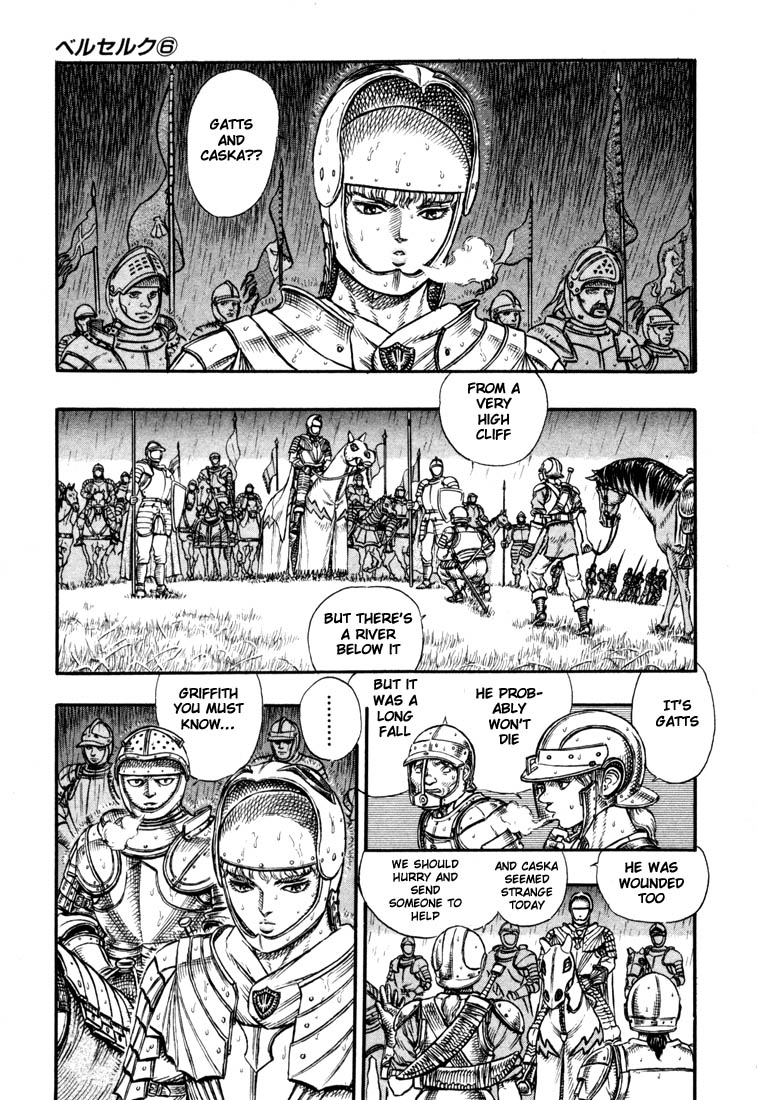 ベルセルク⑥
GATTS
AND
CASKA??
FROM A
VERY
HIGH
CLIFF
BUT THERE'S
A RIVER
BELOW IT
IT'S
GATTS
HE PROB-
ABLY
WON'T
DIE
BUT IT
WAS A
LONG
FALL
HE WAS
WOUNDED
TOO
AND CASKA
SEEMED
STRANGE
TODAY
WE SHOULD
HURRY AND
SEND
SOMEONE TO
HELP
.........
GRIFFITH
YOU MUST
KNOW...